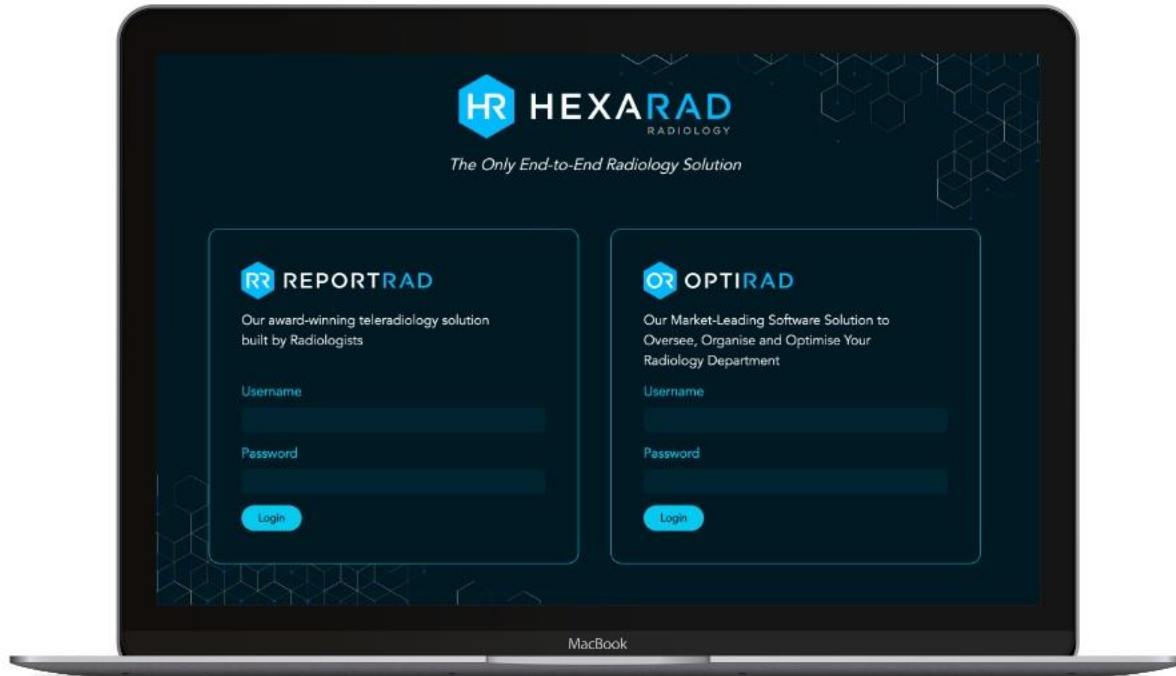 HR HEXARAD
RADIOLOGY
The Only End-to-End Radiology Solution
RR REPORTRAD
Our award-winning teleradiology solution
built by Radiologists
Username
Password
Login
OR OPTIRAD
Our Market-Leading Software Solution to
Oversee, Organise and Optimise Your
Radiology Department
Username
Password
Login
MacBook